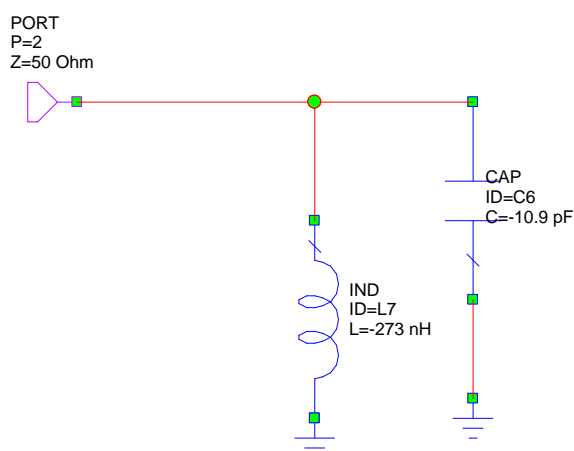 PORT
P=2
Z=50 Ohm
CAP
ID=C6
C=-10.9 pF
IND
ID=L7
L=-273 nH